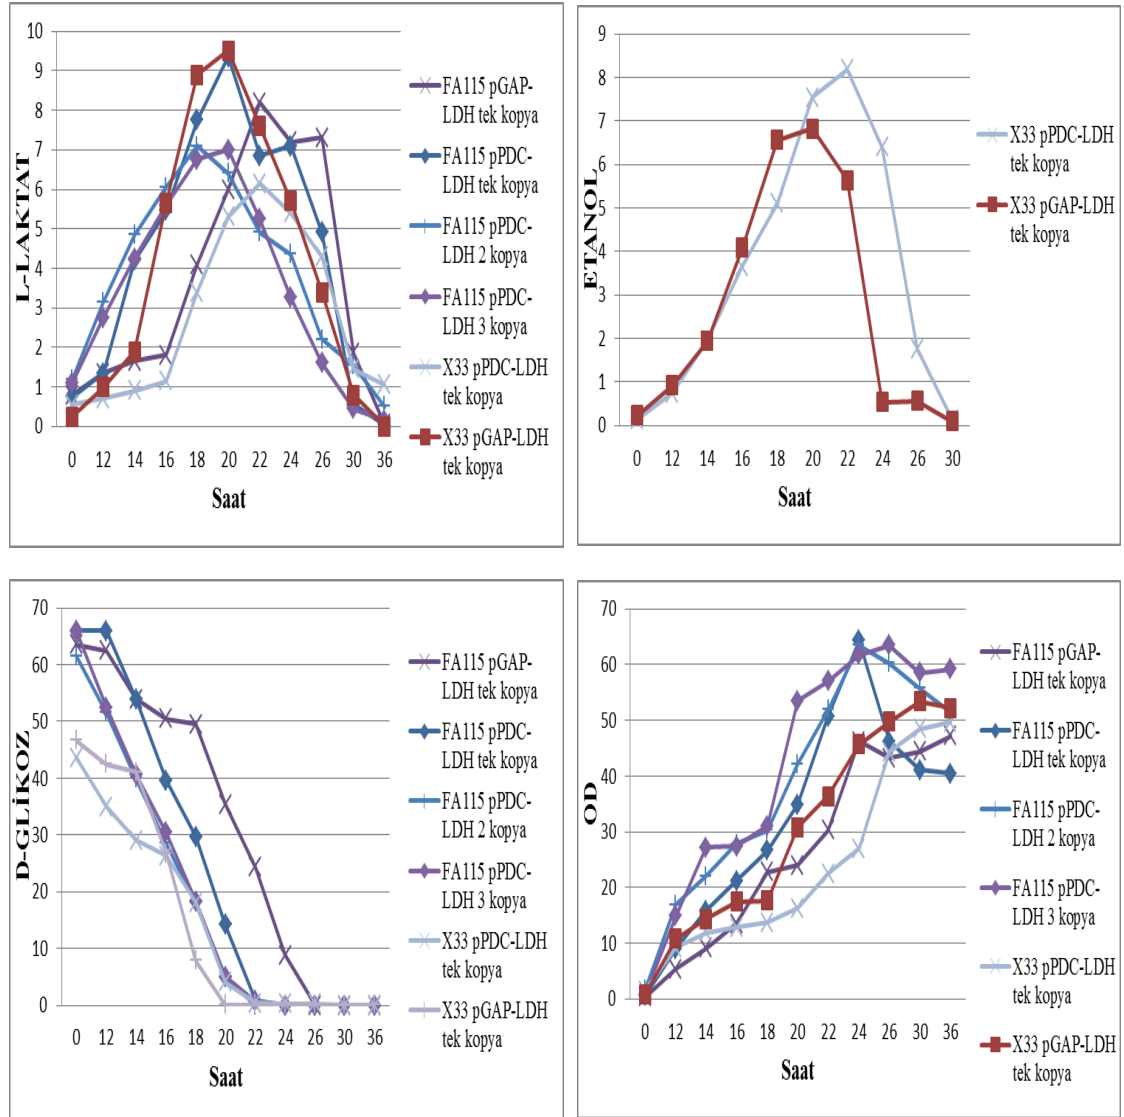 10
9
8
7
6
5
4
3
2
1
0
L-LAKTAT
0 12 14 16 18 20 22 24 26 30 36
Saat
FA115 pGAP-
LDH tek kopya
FA115 pPDC-
LDH tek kopya
FA115 pPDC-
LDH 2 kopya
FA115 pPDC-
LDH 3 kopya
X33 pPDC-LDH
tek kopya
X33 pGAP-LDH
tek kopya
9
8
7
6
5
4
3
2
1
0
ETANOL
0 12 14 16 18 20 22 24 26 30
Saat
X33 pPDC-LDH
tek kopya
X33 pGAP-LDH
tek kopya
70
60
50
40
30
20
10
0
D-GLİKOZ
0 12 14 16 18 20 22 24 26 30 36
Saat
FA115 pGAP-
LDH tek kopya
FA115 pPDC-
LDH tek kopya
FA115 pPDC-
LDH 2 kopya
FA115 pPDC-
LDH 3 kopya
X33 pPDC-LDH
tek kopya
X33 pGAP-LDH
tek kopya
70
60
50
40
30
20
10
0
OD
0 12 14 16 18 20 22 24 26 30 36
Saat
FA115 pGAP-
LDH tek kopya
FA115 pPDC-
LDH tek kopya
FA115 pPDC-
LDH 2 kopya
FA115 pPDC-
LDH 3 kopya
X33 pPDC-LDH
tek kopya
X33 pGAP-LDH
tek kopya